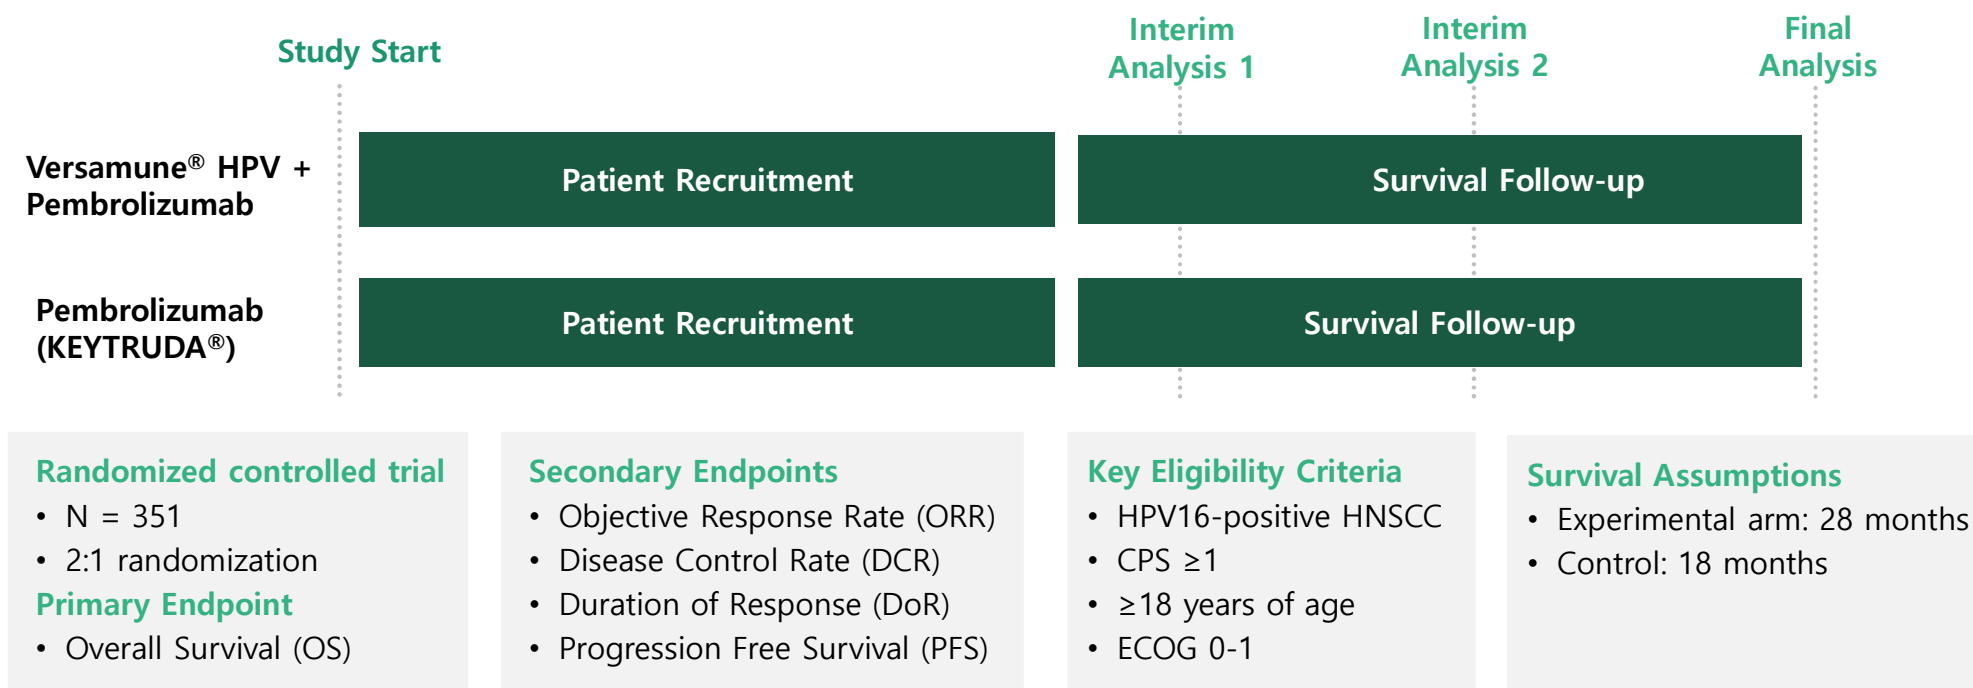 Study Start
Interim
Analysis 1
Interim
Analysis 2
Final
Analysis
Versamune® HPV +
Pembrolizumab
Patient Recruitment
Survival Follow-up
Pembrolizumab
(KEYTRUDA®)
Patient Recruitment
Survival Follow-up
Randomized controlled trial
• N = 351
• 2:1 randomization
Primary Endpoint
• Overall Survival (OS)
Secondary Endpoints
• Objective Response Rate (ORR)
• Disease Control Rate (DCR)
• Duration of Response (DoR)
• Progression Free Survival (PFS)
Key Eligibility Criteria
• HPV16-positive HNSCC
• CPS ≥1
• ≥18 years of age
• ECOG 0-1
Survival Assumptions
• Experimental arm: 28 months
• Control: 18 months